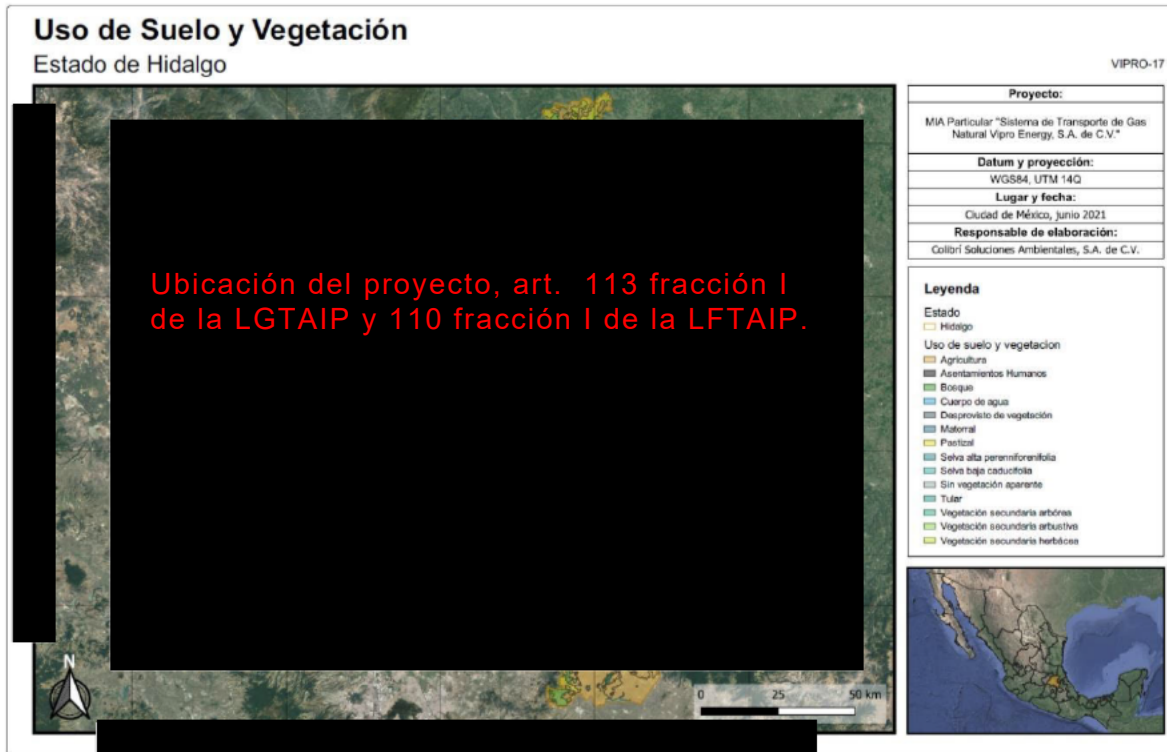 Uso de Suelo y Vegetación
Estado de Hidalgo
VIPRO-17
Ubicación del proyecto, art. 113 fracción I
de la LGTAIP y 110 fracción I de la LFTAIP.
N
0 25 50 km
Proyecto:
MIA Particular "Sistema de Transporte de Gas
Natural Vipro Energy, S.A. de C.V."
Datum y proyección:
WGS84, UTM 14Q
Lugar y fecha:
Ciudad de México, junio 2021
Responsable de elaboración:
Colibrí Soluciones Ambientales, S.A. de C.V.
Leyenda
Estado
Hidalgo
Uso de suelo y vegetacion
Agricultura
Asentamientos Humanos
Bosque
Cuerpo de agua
Desprovisto de vegetación
Matorral
Pastizal
Selva alta perennifolia
Selva baja caducifolia
Sin vegetación aparente
Tular
Vegetación secundaria arbórea
Vegetación secundaria arbustiva
Vegetación secundaria herbácea